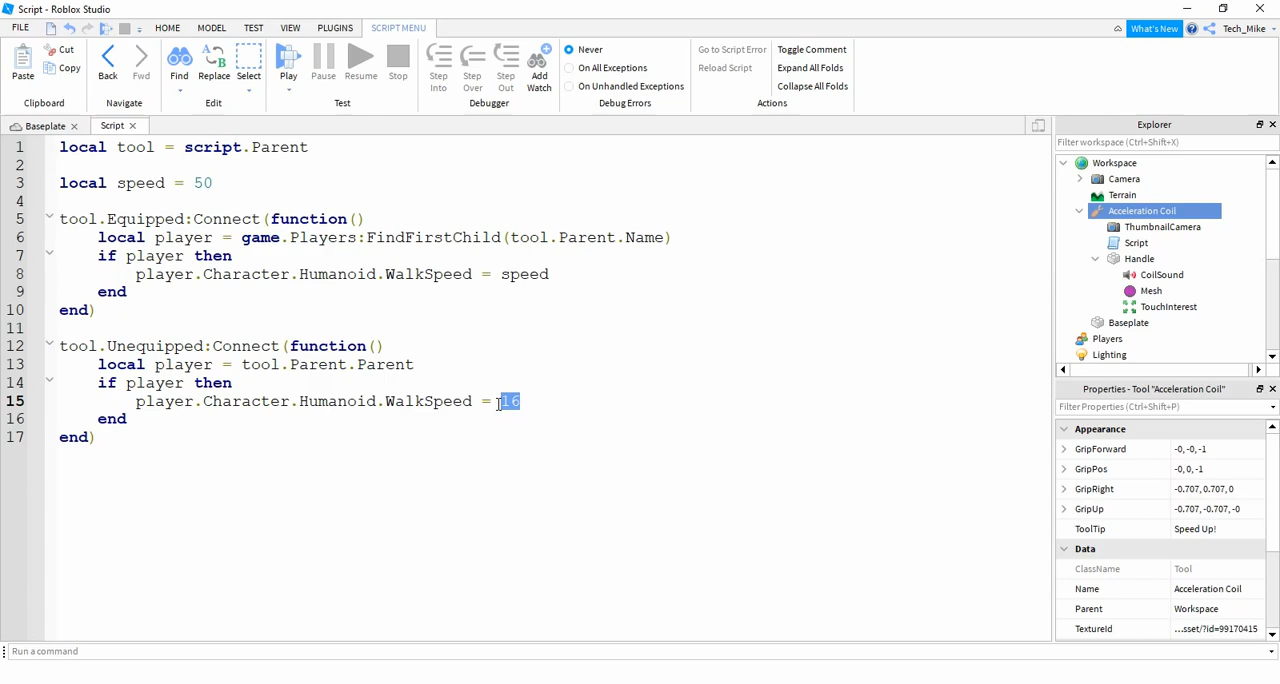 Script - Roblox Studio
FILE HOME MODEL TEST VIEW PLUGINS SCRIPT MENU What's New Tech_Mike
Paste Cut Copy Back Fwd Find Replace Select Play Pause Resume Stop Step Into Step Over Step Out Add Watch
Never Go to Script Error Toggle Comment
On All Exceptions Reload Script Expand All Folds
On Unhandled Exceptions Collapse All Folds
Clipboard Navigate Edit Test Debugger Debug Errors Actions
Baseplate Script
1 local tool = script.Parent
2
3 local speed = 50
4
5 tool.Equipped:Connect(function()
6 local player = game.Players:FindFirstChild(tool.Parent.Name)
7 if player then
8 player.Character.Humanoid.WalkSpeed = speed
9 end
10 end)
11
12 tool.Unequipped:Connect(function()
13 local player = tool.Parent.Parent
14 if player then
15 player.Character.Humanoid.WalkSpeed = 16
16 end
17 end)
Explorer
Filter workspace (Ctrl+Shift+X)
Workspace
Camera
Terrain
Acceleration Coil
ThumbnailCamera
Script
Handle
CoilSound
Mesh
TouchInterest
Baseplate
Players
Lighting
Properties - Tool "Acceleration Coil"
Filter Properties (Ctrl+Shift+P)
Appearance
GripForward -0, -0, -1
GripPos -0, 0, -1
GripRight -0.707, 0.707, 0
GripUp -0.707, -0.707, -0
ToolTip Speed Up!
Data
ClassName Tool
Name Acceleration Coil
Parent Workspace
TextureId ...sset/?id=99170415
Run a command